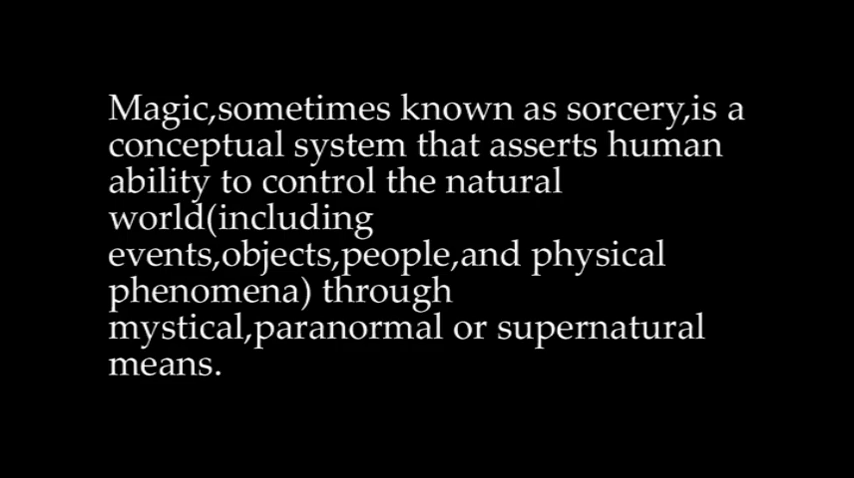 Magic,sometimes known as sorcery,is a
conceptual system that asserts human
ability to control the natural
world(including
events,objects,people,and physical
phenomena) through
mystical,paranormal or supernatural
means.